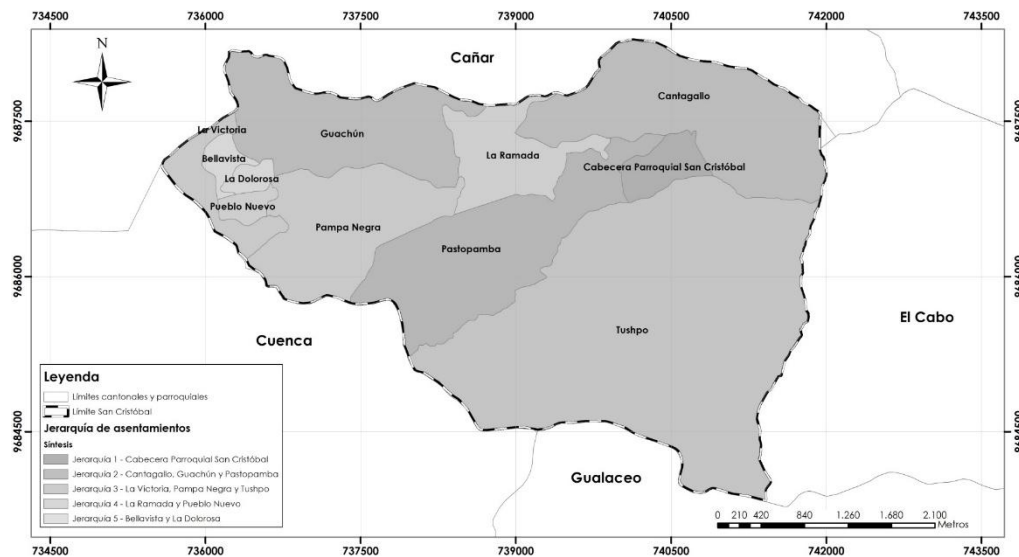 734500 736000 737500 739000 740500 742000 743500
N
Cañar
Cantagallo
9687500 9687500
La Victoria
Guachún
Bellavista
La Ramada
Cabecera Parroquial San Cristóbal
La Dolorosa
Pueblo Nuevo
Pampa Negra
Pastopamba
9686000 9686000
El Cabo
Tushpo
Cuenca
Leyenda
Límites cantonales y parroquiales
Límite San Cristóbal
Jerarquía de asentamientos
Síntesis
Jerarquía 1 - Cabecera Parroquial San Cristóbal
Jerarquía 2 - Cantagallo, Guachún y Pastopamba
Jerarquía 3 - La Victoria, Pampa Negra y Tushpo
Jerarquía 4 - La Ramada y Pueblo Nuevo
Jerarquía 5 - Bellavista y La Dolorosa
9684500 9684500
Gualaceo
0 210 420 840 1.260 1.680 2.100
Metros
734500 736000 737500 739000 740500 742000 743500